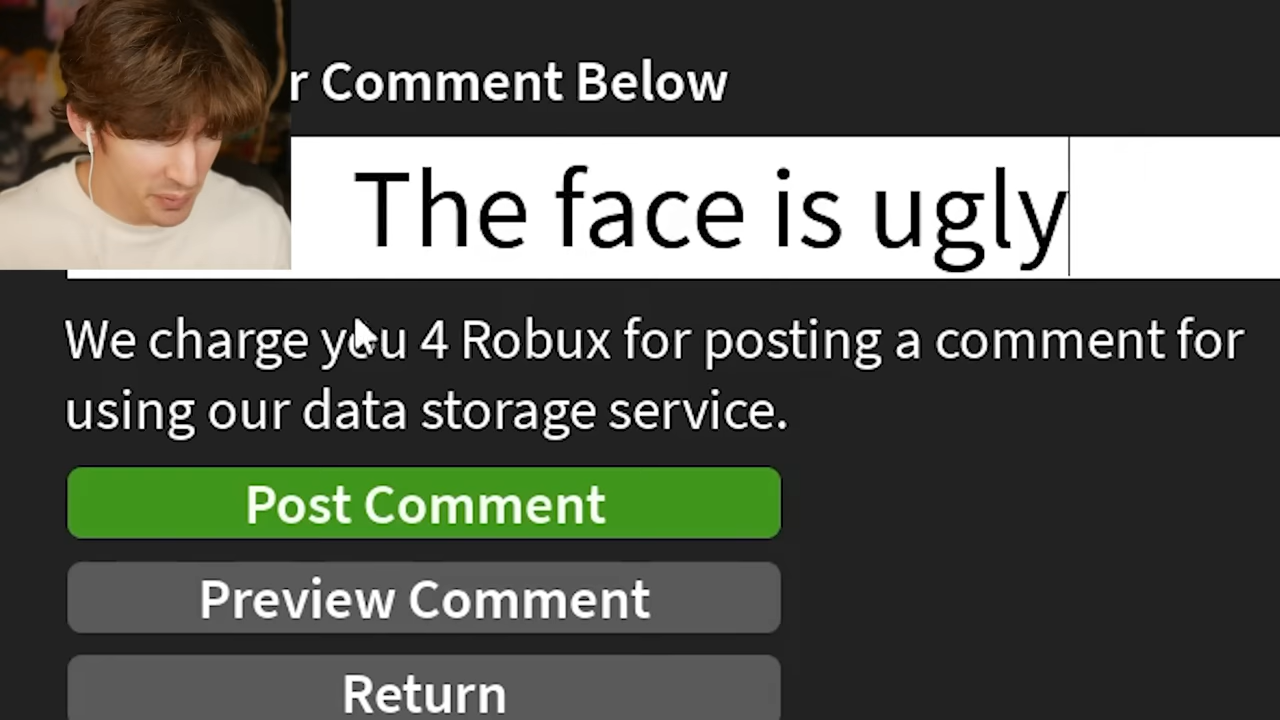 r Comment Below
The face is ugly
We charge you 4 Robux for posting a comment for
using our data storage service.
Post Comment
Preview Comment
Return